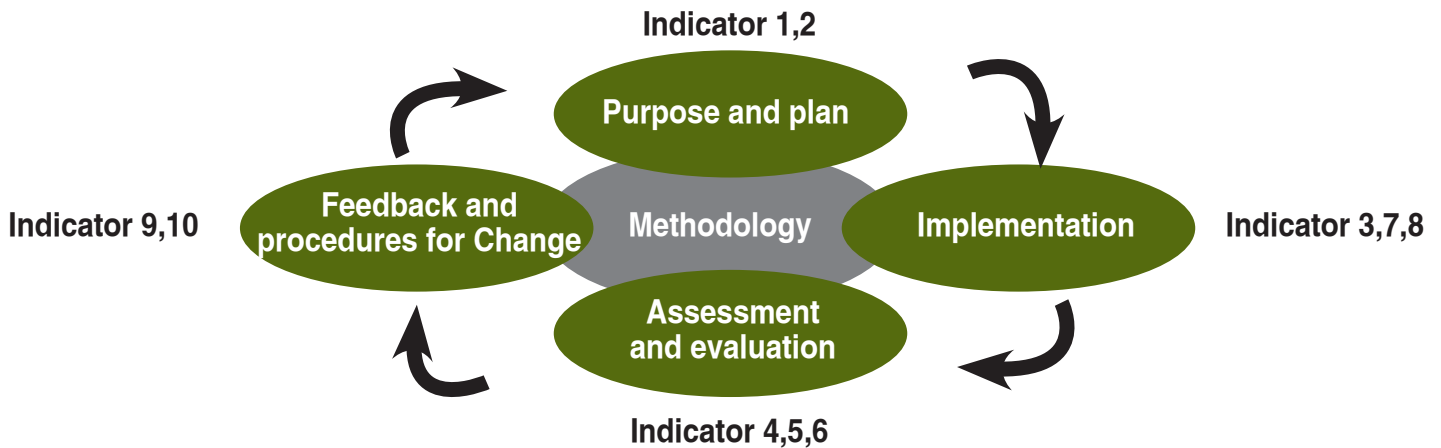 Indicator 1,2
Purpose and plan
Feedback and
procedures for Change
Indicator 9,10
Methodology
Implementation
Indicator 3,7,8
Assessment
and evaluation
Indicator 4,5,6